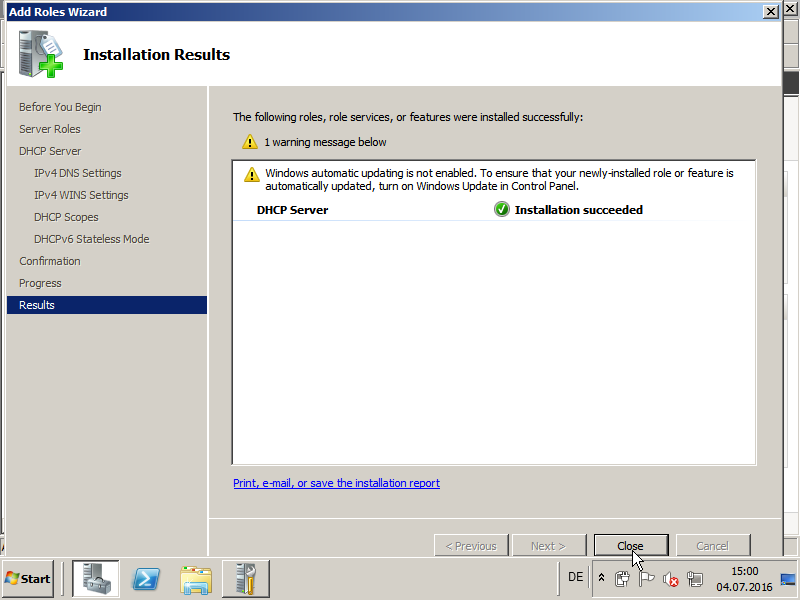 Add Roles Wizard
Installation Results
Before You Begin
Server Roles
DHCP Server
IPv4 DNS Settings
IPv4 WINS Settings
DHCP Scopes
DHCPv6 Stateless Mode
Confirmation
Progress
Results
The following roles, role services, or features were installed successfully:
1 warning message below
Windows automatic updating is not enabled. To ensure that your newly-installed role or feature is
automatically updated, turn on Windows Update in Control Panel.
DHCP Server Installation succeeded
Print, e-mail, or save the installation report
< Previous Next > Close Cancel
Start DE 15:00
04.07.2016